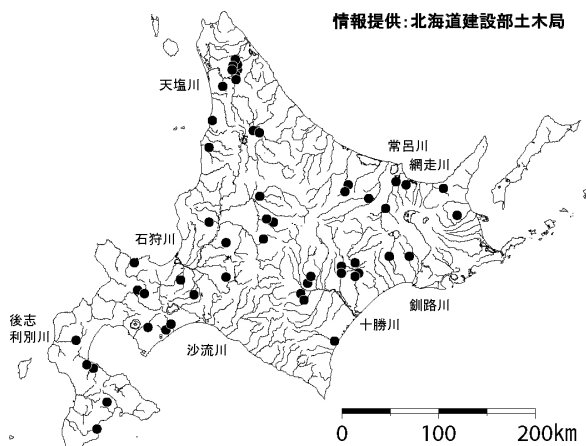 情報提供:北海道建設部土木局
天塩川
常呂川
網走川
石狩川
釧路川
後志
利別川
十勝川
沙流川
0 100 200km